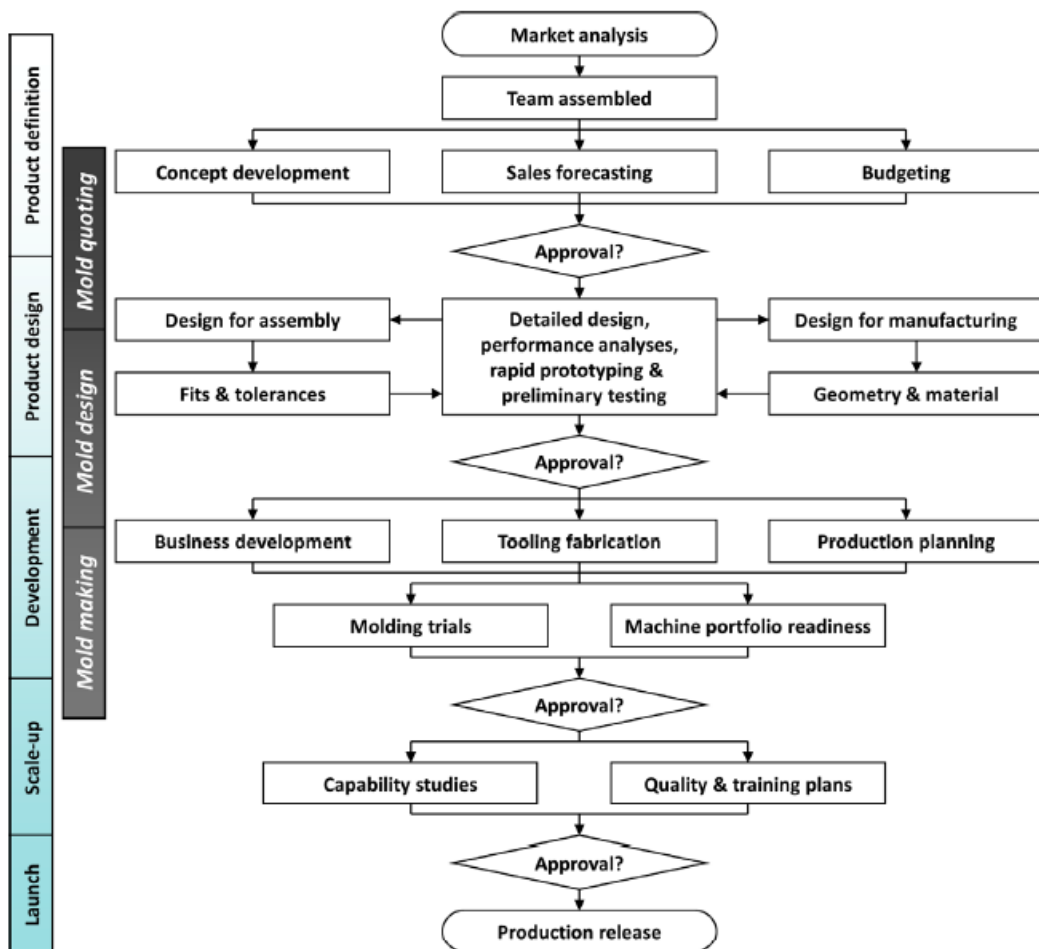 Market analysis
Team assembled
Concept development
Sales forecasting
Budgeting
Approval?
Design for assembly
Detailed design,
performance analyses,
rapid prototyping &
preliminary testing
Design for manufacturing
Fits & tolerances
Geometry & material
Approval?
Business development
Tooling fabrication
Production planning
Molding trials
Machine portfolio readiness
Approval?
Capability studies
Quality & training plans
Approval?
Production release
Product definition
Product design
Development
Scale-up
Launch
Mold quoting
Mold design
Mold making